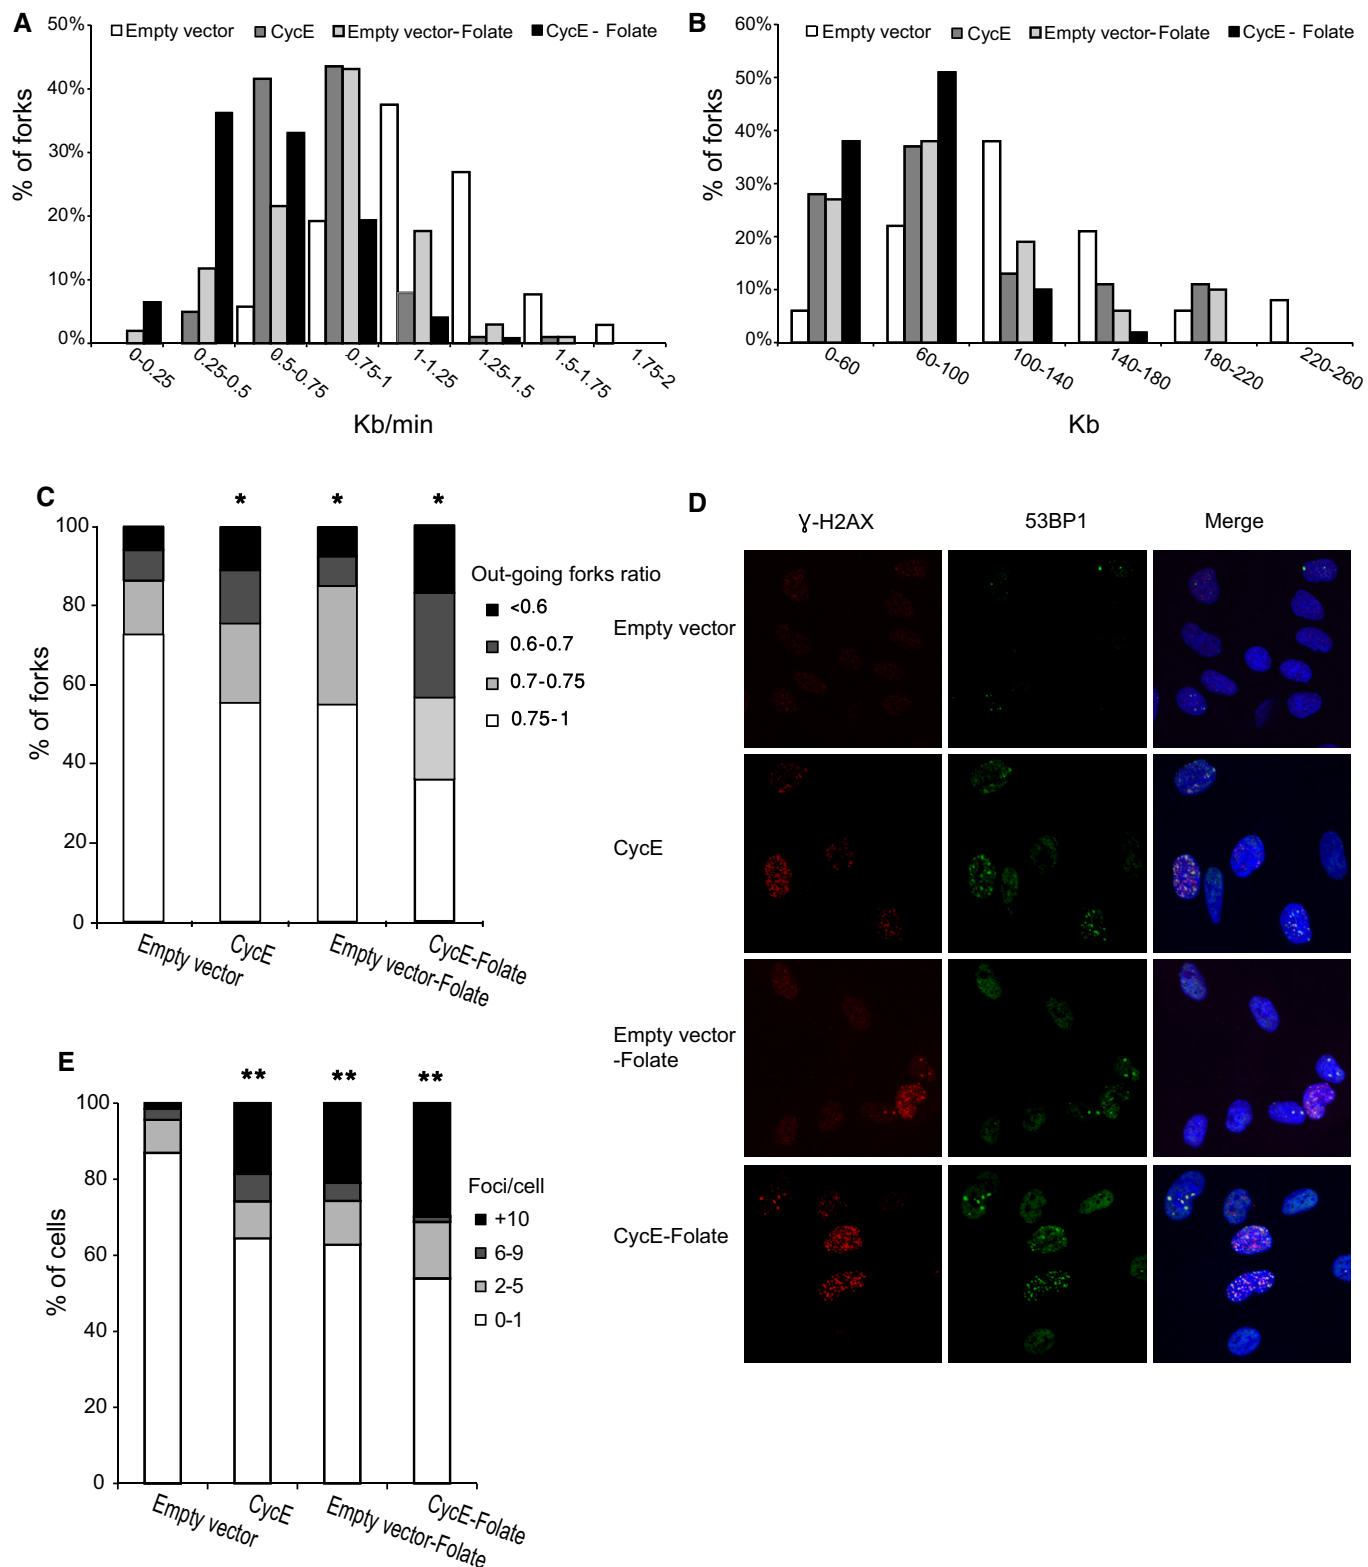 A
Empty vector
CycE
Empty vector-Folate
CycE - Folate
50%
40%
30%
20%
10%
0%
% of forks
0-0.25
0.25-0.5
0.5-0.75
0.75-1
1-1.25
1.25-1.5
1.5-1.75
1.75-2
Kb/min
B
Empty vector
CycE
Empty vector-Folate
CycE - Folate
60%
50%
40%
30%
20%
10%
0%
% of forks
0-60
60-100
100-140
140-180
180-220
220-260
Kb
C
* * *
100
80
60
40
20
0
% of forks
Empty vector
CycE
Empty vector-Folate
CycE-Folate
Out-going forks ratio
<0.6
0.6-0.7
0.7-0.75
0.75-1
D
Ɣ-H2AX
53BP1
Merge
Empty vector
CycE
Empty vector
-Folate
CycE-Folate
E
** ** **
100
80
60
40
20
0
% of cells
Empty vector
CycE
Empty vector-Folate
CycE-Folate
Foci/cell
+10
6-9
2-5
0-1